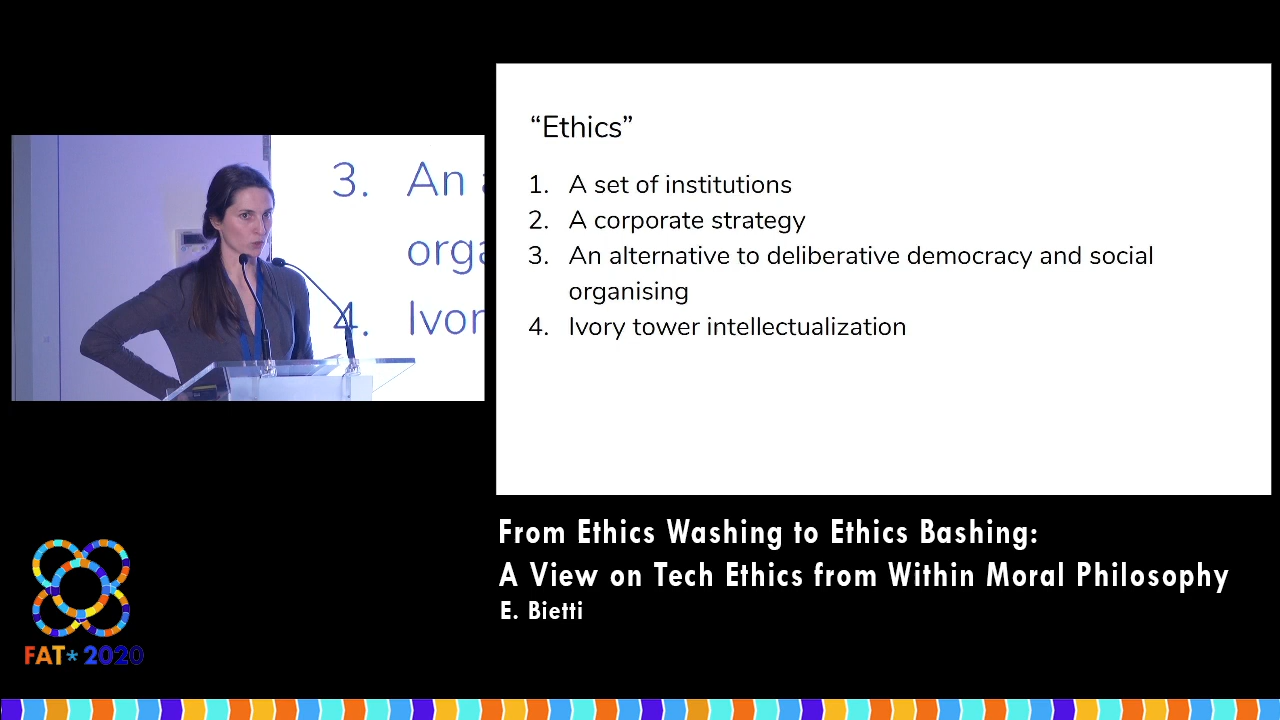 3. An
orga
4. Ivor
“Ethics”
1. A set of institutions
2. A corporate strategy
3. An alternative to deliberative democracy and social
organising
4. Ivory tower intellectualization
From Ethics Washing to Ethics Bashing:
A View on Tech Ethics from Within Moral Philosophy
E. Bietti
FAT* 2020